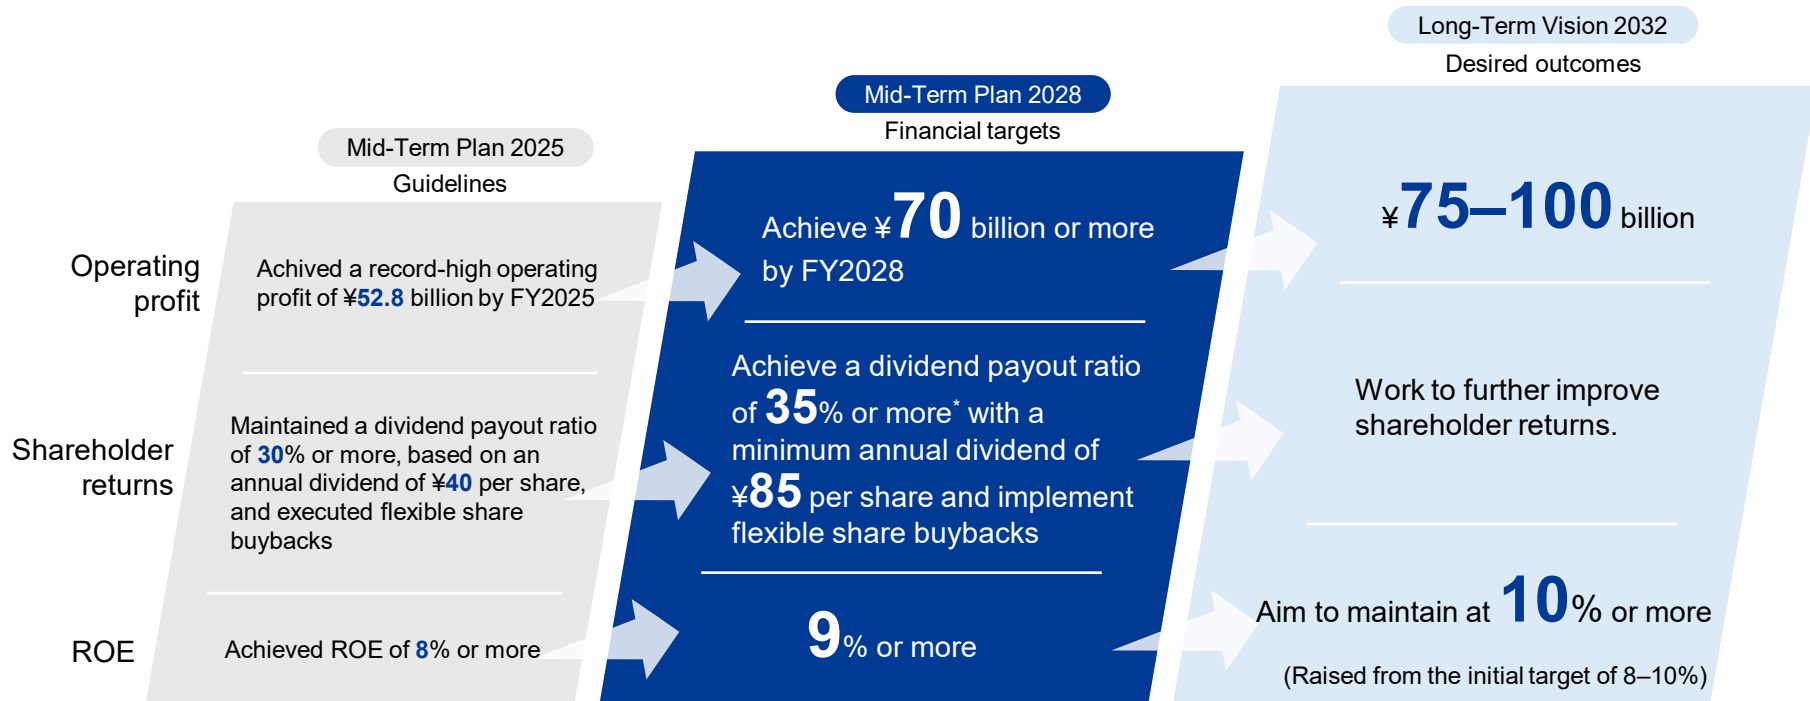 Mid-Term Plan 2025
Guidelines
Mid-Term Plan 2028
Financial targets
Long-Term Vision 2032
Desired outcomes
Operating
profit
Achived a record-high operating
profit of ¥52.8 billion by FY2025
Achieve ¥70 billion or more
by FY2028
¥75–100 billion
Shareholder
returns
Maintained a dividend payout ratio
of 30% or more, based on an
annual dividend of ¥40 per share,
and executed flexible share
buybacks
Achieve a dividend payout ratio
of 35% or more* with a
minimum annual dividend of
¥85 per share and implement
flexible share buybacks
Work to further improve
shareholder returns.
ROE
Achieved ROE of 8% or more
9% or more
Aim to maintain at 10% or more
(Raised from the initial target of 8–10%)